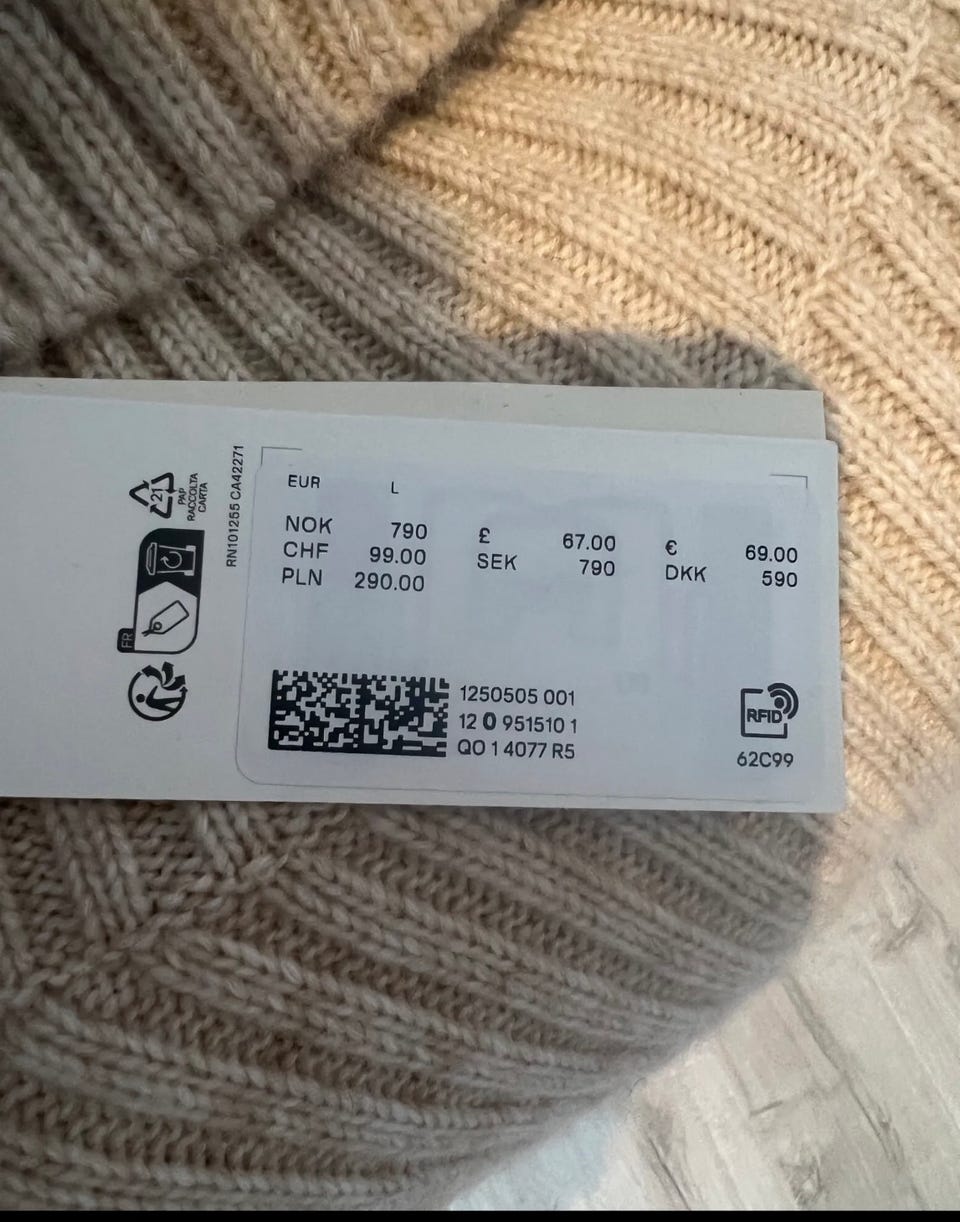 21
PAP
RACCOLTA
CARTA
FR
RN101255 CA42271
EUR L
NOK 790 £ 67.00 € 69.00
CHF 99.00 SEK 790 DKK 590
PLN 290.00
1250505 001
12 0 951510 1
QO 1 4077 R5
RFID
62C99